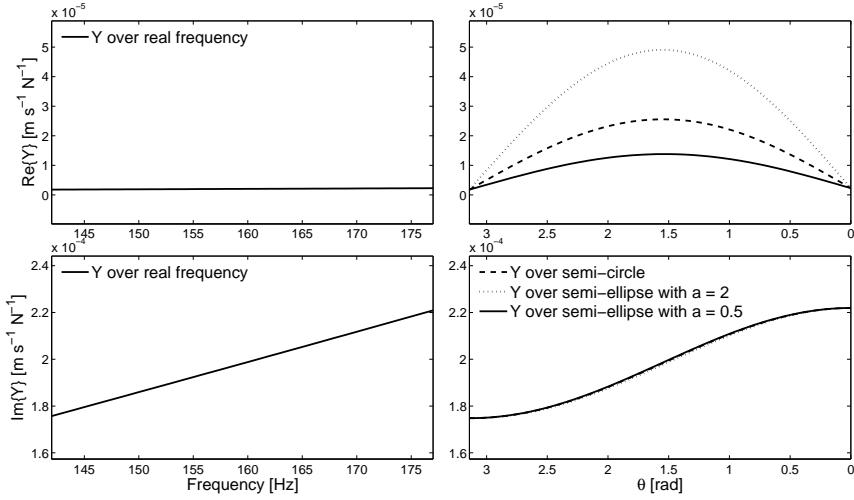 x 10⁻⁵
Y over real frequency
Re{Y} [m s⁻¹ N⁻¹]
5
4
3
2
1
0
145 150 155 160 165 170 175
x 10⁻⁵
5
4
3
2
1
0
3 2.5 2 1.5 1 0.5 0
x 10⁻⁴
Y over real frequency
Im{Y} [m s⁻¹ N⁻¹]
2.4
2.2
2
1.8
1.6
145 150 155 160 165 170 175
Frequency [Hz]
x 10⁻⁴
Y over semi−circle
Y over semi−ellipse with a = 2
Y over semi−ellipse with a = 0.5
2.4
2.2
2
1.8
1.6
3 2.5 2 1.5 1 0.5 0
θ [rad]